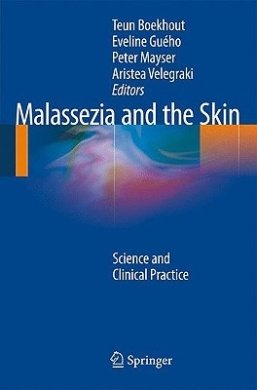 Teun Boekhout
Eveline Guého
Peter Mayser
Aristea Velegraki
Editors
Malassezia and the Skin
Science and
Clinical Practice
Springer